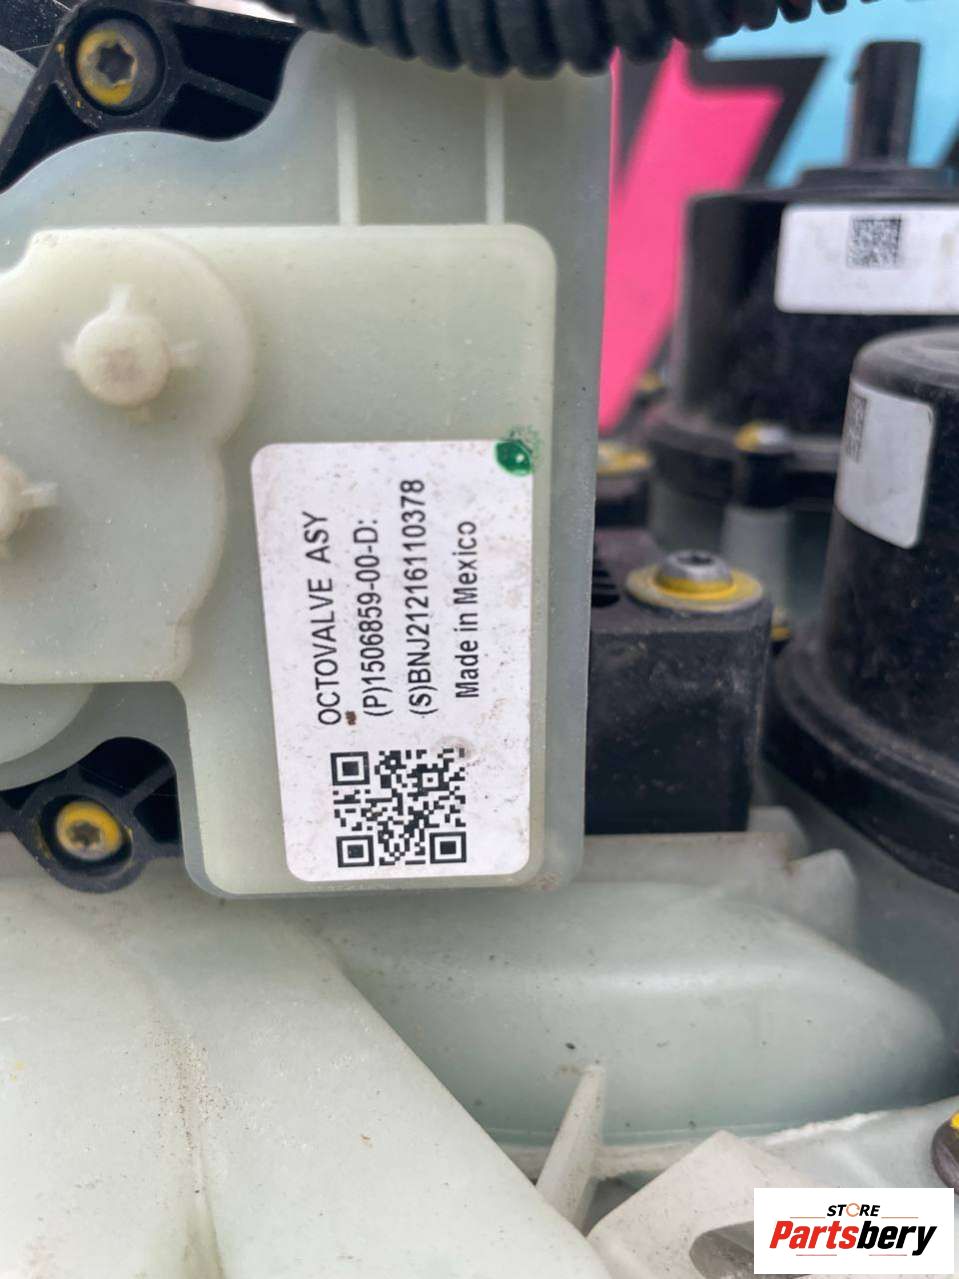 OCTOVALVE ASY
(P)1506859-00-D:
(S)BNJ21216110378
Made in Mexico
STORE
Partsbery